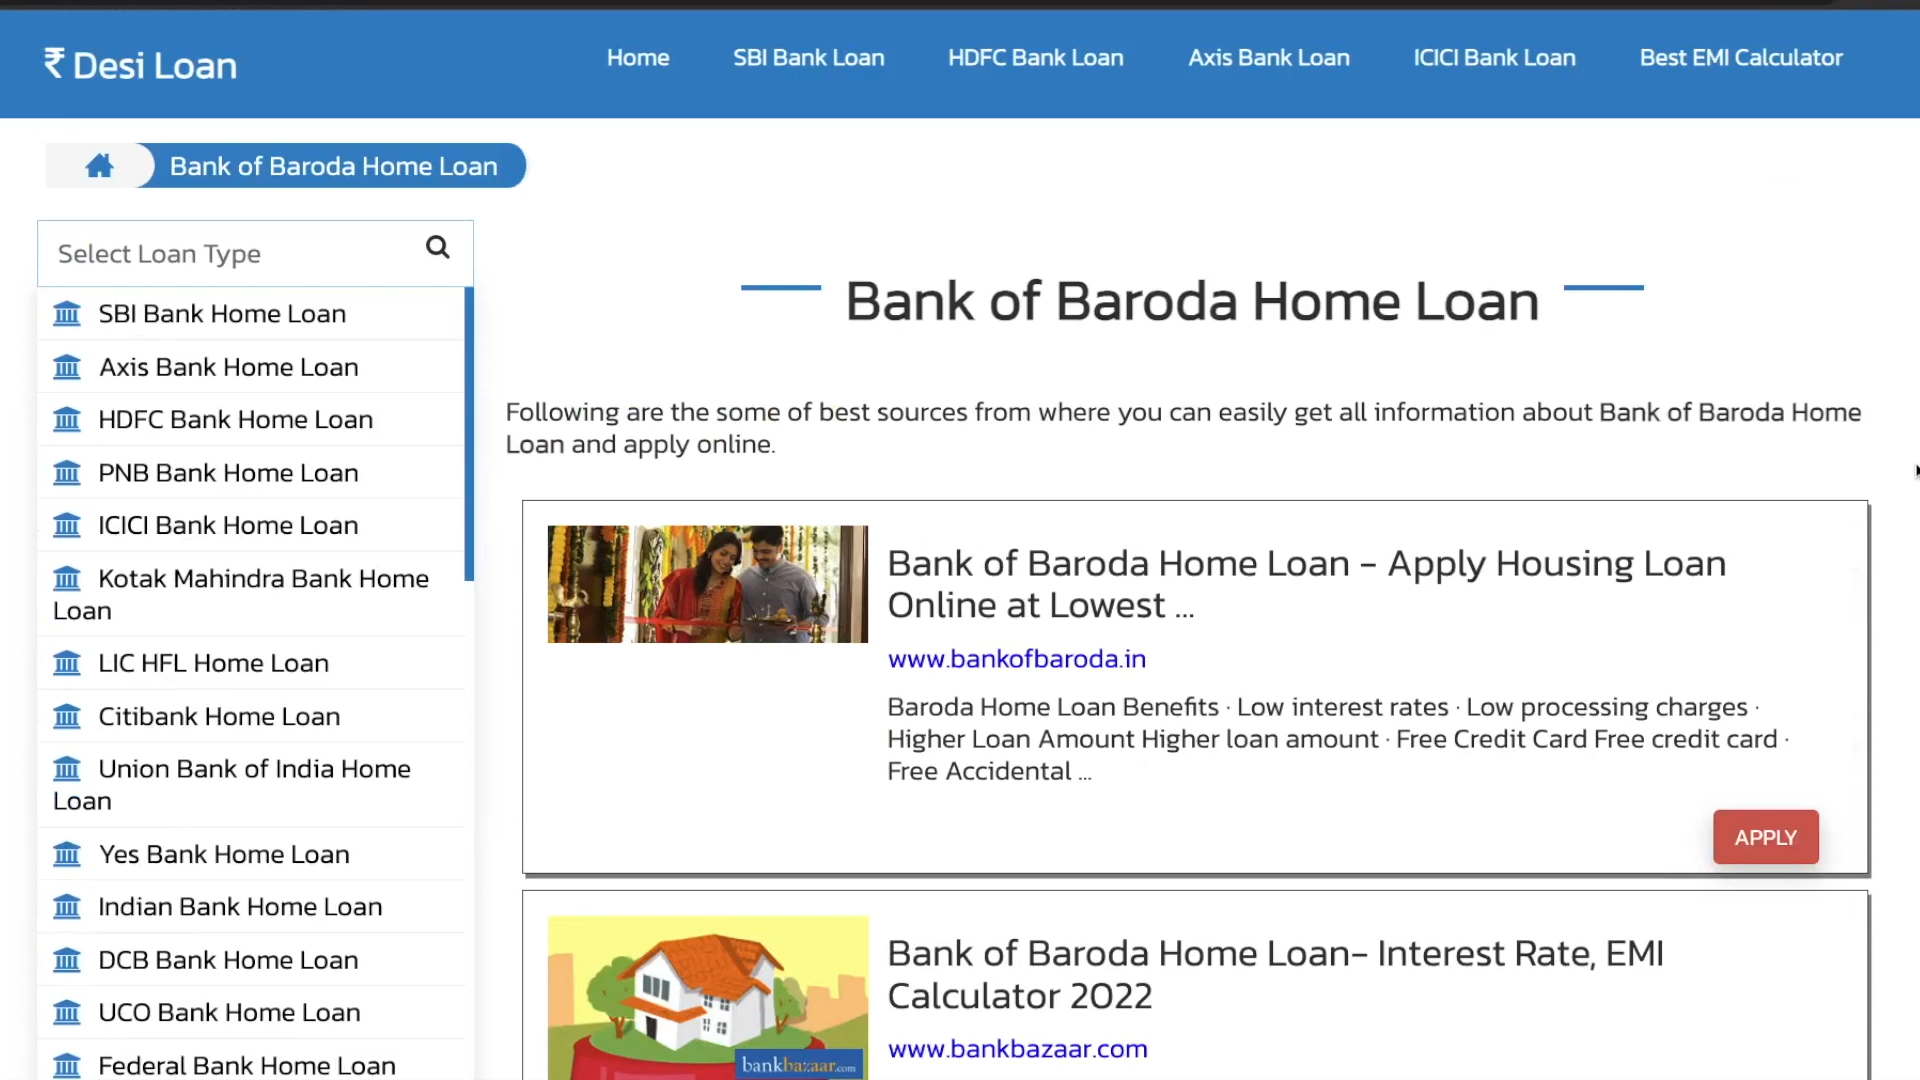 ₹ Desi Loan
Home
SBI Bank Loan
HDFC Bank Loan
Axis Bank Loan
ICICI Bank Loan
Best EMI Calculator
Bank of Baroda Home Loan
Select Loan Type
SBI Bank Home Loan
Axis Bank Home Loan
HDFC Bank Home Loan
PNB Bank Home Loan
ICICI Bank Home Loan
Kotak Mahindra Bank Home
Loan
LIC HFL Home Loan
Citibank Home Loan
Union Bank of India Home
Loan
Yes Bank Home Loan
Indian Bank Home Loan
DCB Bank Home Loan
UCO Bank Home Loan
Federal Bank Home Loan
Bank of Baroda Home Loan
Following are the some of best sources from where you can easily get all information about Bank of Baroda Home
Loan and apply online.
Bank of Baroda Home Loan - Apply Housing Loan
Online at Lowest ...
www.bankofbaroda.in
Baroda Home Loan Benefits · Low interest rates · Low processing charges ·
Higher Loan Amount Higher loan amount · Free Credit Card Free credit card ·
Free Accidental ...
APPLY
bankbazaar.com
Bank of Baroda Home Loan- Interest Rate, EMI
Calculator 2022
www.bankbazaar.com